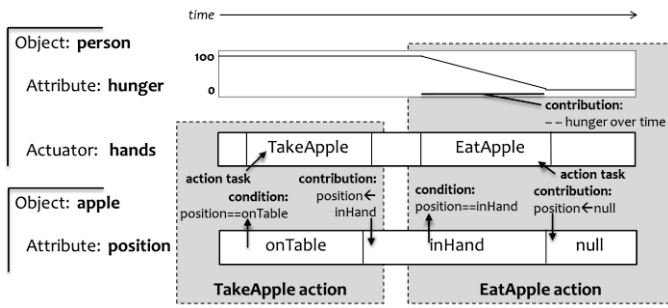 time
Object: person
Attribute: hunger
100
0
contribution:
−− hunger over time
Actuator: hands
TakeApple
EatApple
action task
action task
condition:
position==onTable
contribution:
position←
inHand
condition:
position==inHand
contribution:
position←null
Object: apple
Attribute: position
onTable
inHand
null
TakeApple action
EatApple action